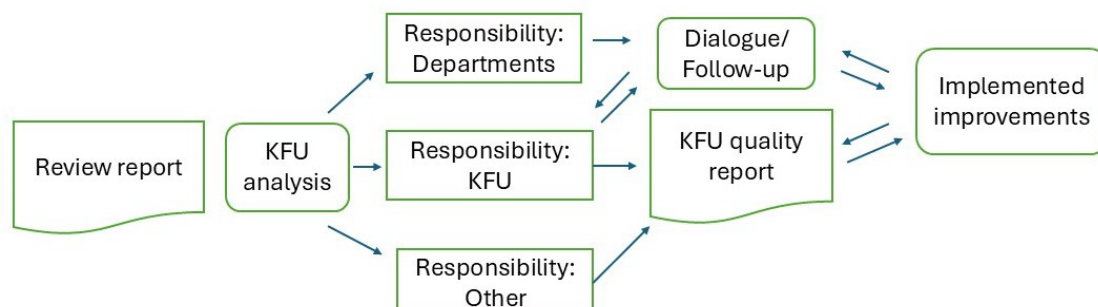 Review report
KFU
analysis
Responsibility:
Departments
Responsibility:
KFU
Responsibility:
Other
Dialogue/
Follow-up
KFU quality
report
Implemented
improvements